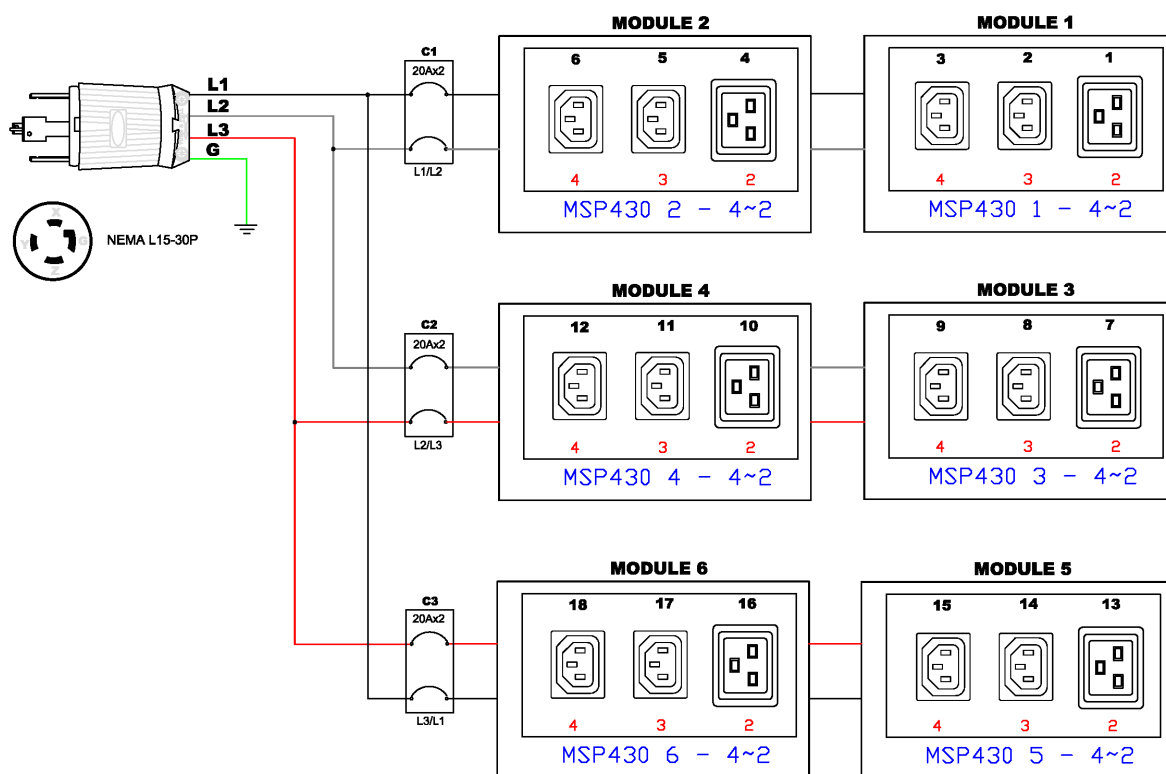 MODULE 2
MODULE 1
C1
20Ax2
6 5 4
3 2 1
L1
L2
L3
G
L1/L2
4 3 2
4 3 2
MSP430 2 - 4~2
MSP430 1 - 4~2
X
Y G
Z
NEMA L15-30P
MODULE 4
MODULE 3
C2
20Ax2
12 11 10
9 8 7
L2/L3
4 3 2
4 3 2
MSP430 4 - 4~2
MSP430 3 - 4~2
MODULE 6
MODULE 5
C3
20Ax2
18 17 16
15 14 13
L3/L1
4 3 2
4 3 2
MSP430 6 - 4~2
MSP430 5 - 4~2